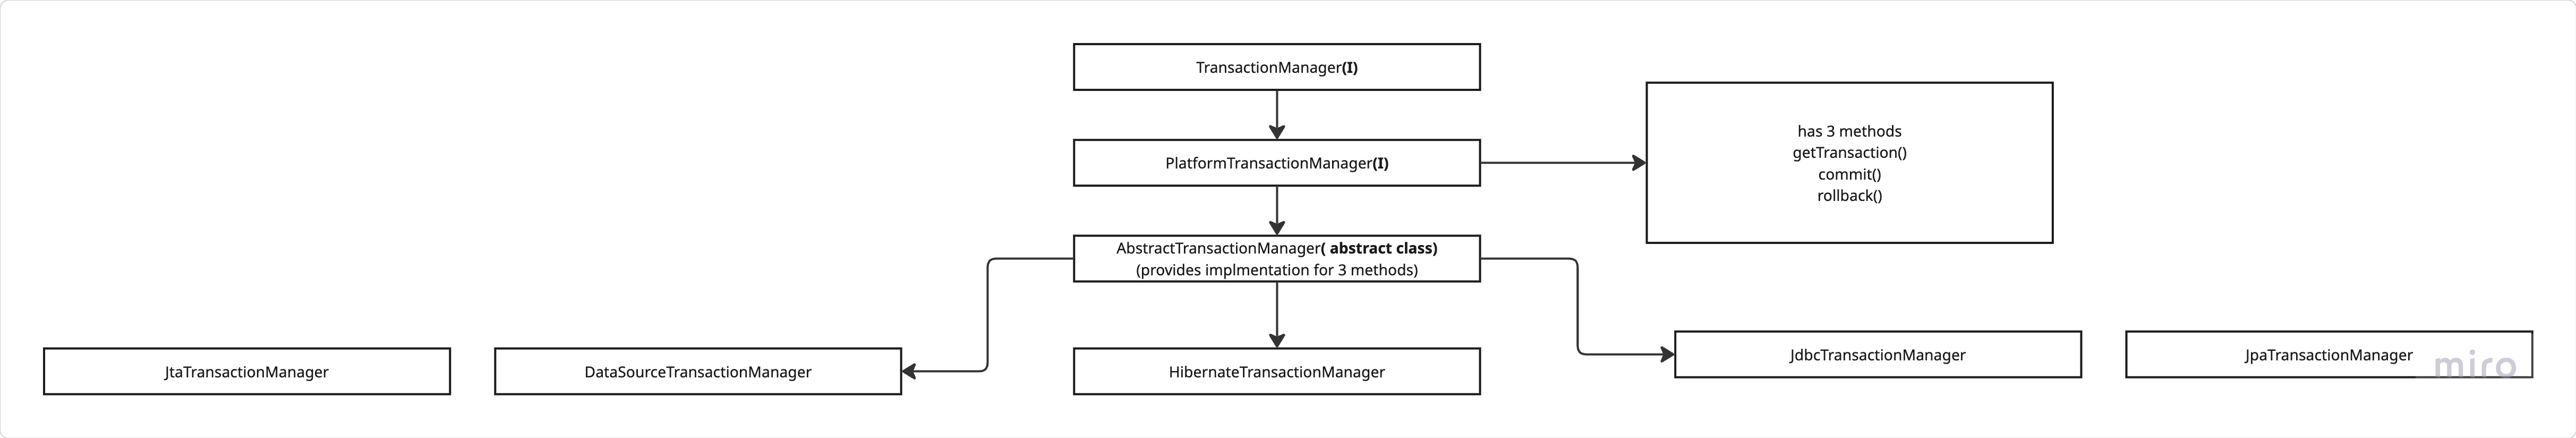 TransactionManager(I)
PlatformTransactionManager(I)
has 3 methods
getTransaction()
commit()
rollback()
AbstractTransactionManager( abstract class)
(provides implmentation for 3 methods)
JtaTransactionManager
DataSourceTransactionManager
HibernateTransactionManager
JdbcTransactionManager
JpaTransactionManager
miro